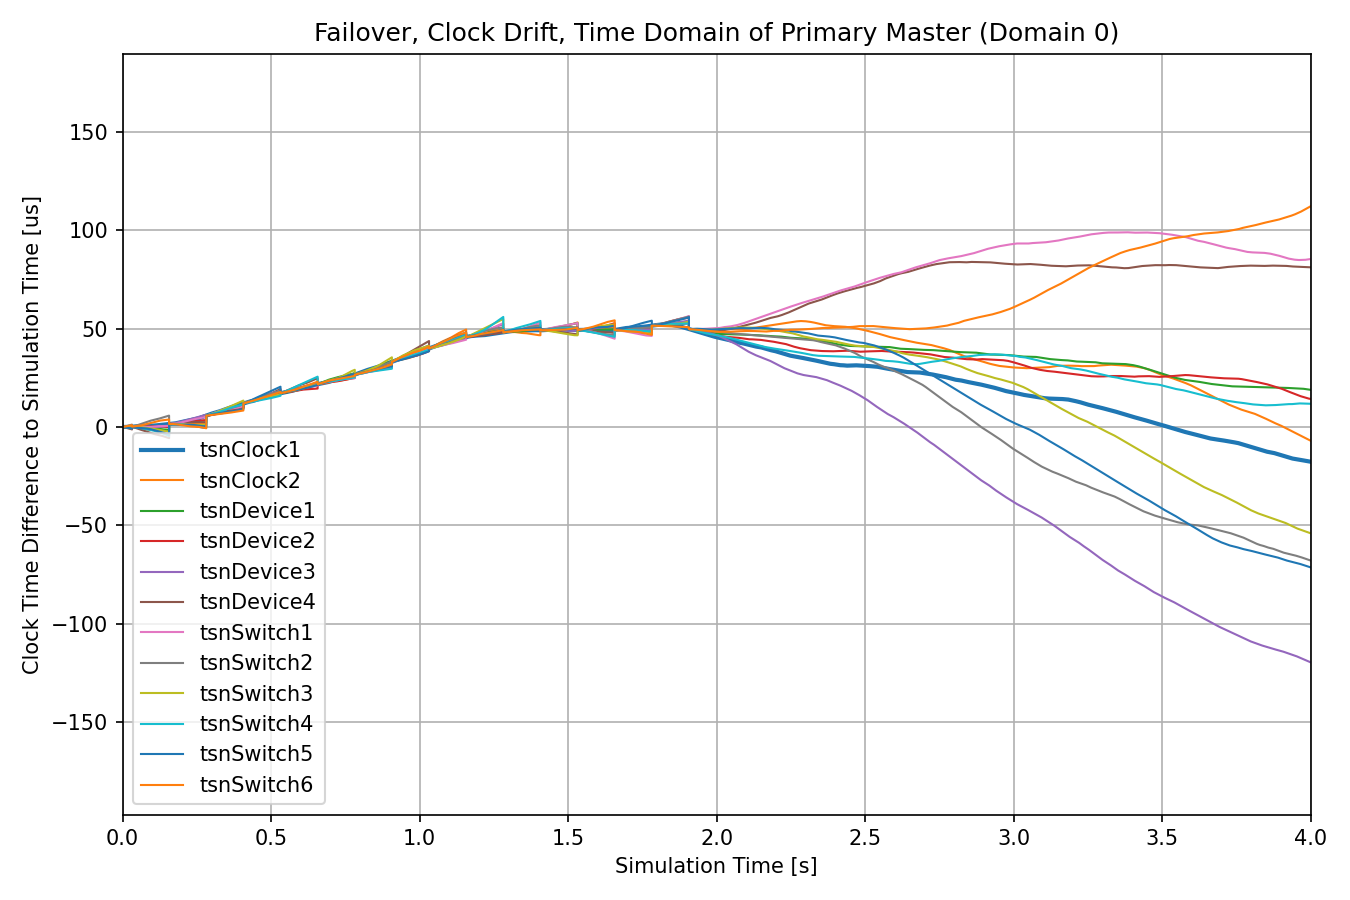 Failover, Clock Drift, Time Domain of Primary Master (Domain 0)
Clock Time Difference to Simulation Time [us]
150
100
50
0
−50
−100
−150
tsnClock1
tsnClock2
tsnDevice1
tsnDevice2
tsnDevice3
tsnDevice4
tsnSwitch1
tsnSwitch2
tsnSwitch3
tsnSwitch4
tsnSwitch5
tsnSwitch6
0.0 0.5 1.0 1.5 2.0 2.5 3.0 3.5 4.0
Simulation Time [s]